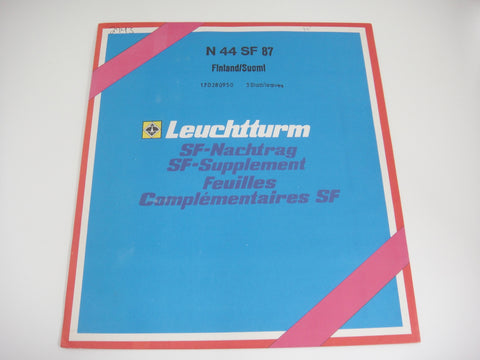 N 44 SF 87
Finland/Suomi
Leuchtturm
SF-Nachtrag
SF-Supplement
Feuilles
Complémentaires SF